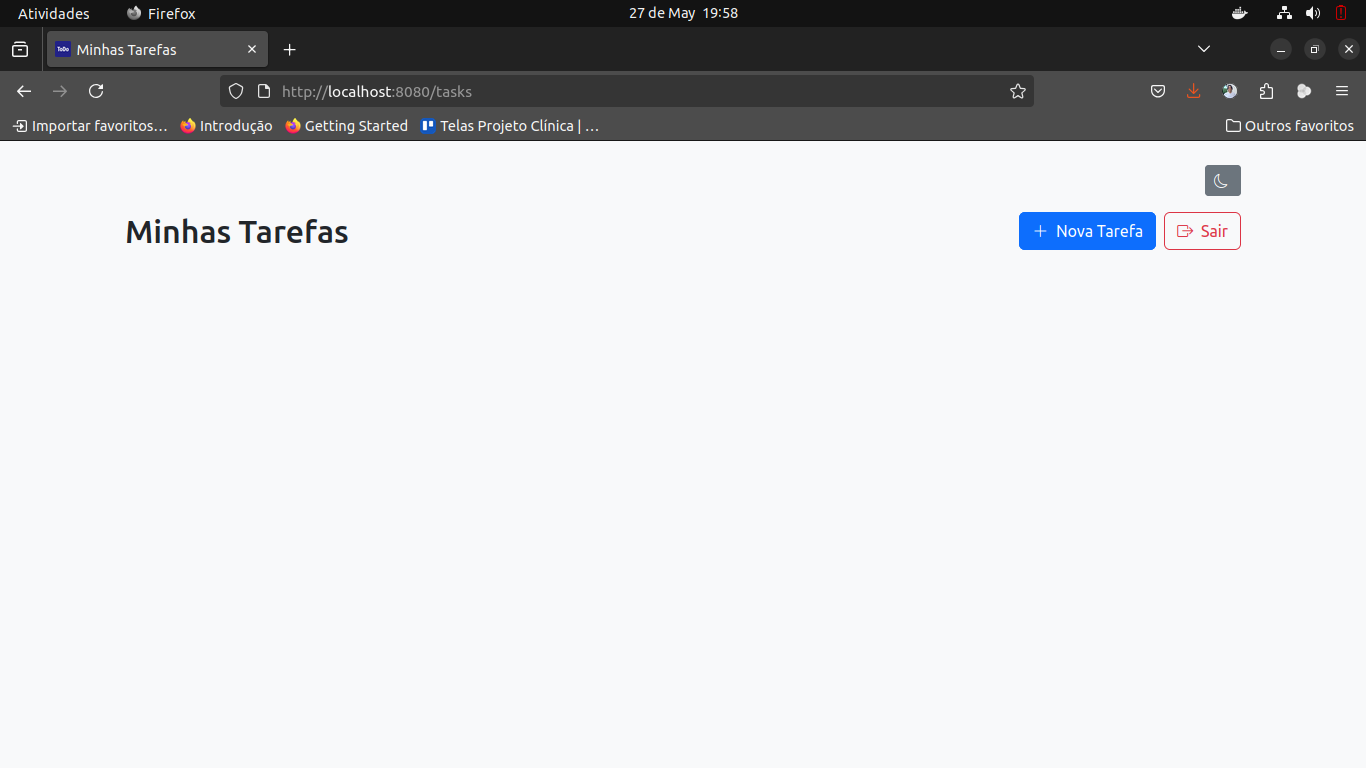 Atividades Firefox 27 de May 19:58
ToDo Minhas Tarefas
http://localhost:8080/tasks
Importar favoritos… Introdução Getting Started Telas Projeto Clínica | … Outros favoritos
Minhas Tarefas Nova Tarefa Sair